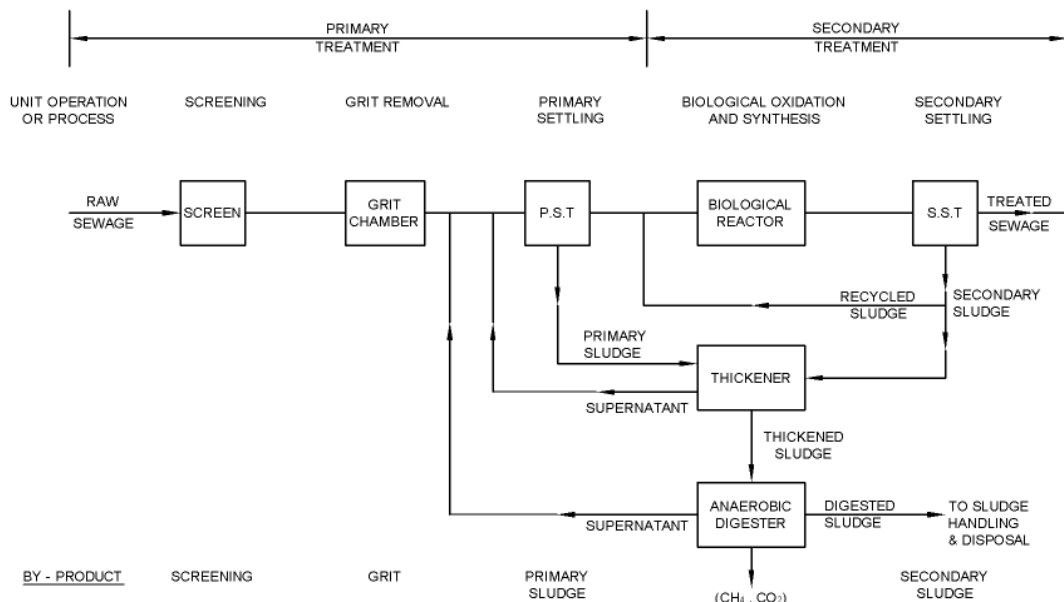 PRIMARY
TREATMENT
SECONDARY
TREATMENT
UNIT OPERATION
OR PROCESS
SCREENING
GRIT REMOVAL
PRIMARY
SETTLING
BIOLOGICAL OXIDATION
AND SYNTHESIS
SECONDARY
SETTLING
RAW
SEWAGE
SCREEN
GRIT
CHAMBER
P.S.T
BIOLOGICAL
REACTOR
S.S.T
TREATED
SEWAGE
RECYCLED
SLUDGE
SECONDARY
SLUDGE
PRIMARY
SLUDGE
THICKENER
SUPERNATANT
THICKENED
SLUDGE
ANAEROBIC
DIGESTER
SUPERNATANT
DIGESTED
SLUDGE
TO SLUDGE
HANDLING
& DISPOSAL
BY - PRODUCT
SCREENING
GRIT
PRIMARY
SLUDGE
(CH4 , CO2)
SECONDARY
SLUDGE